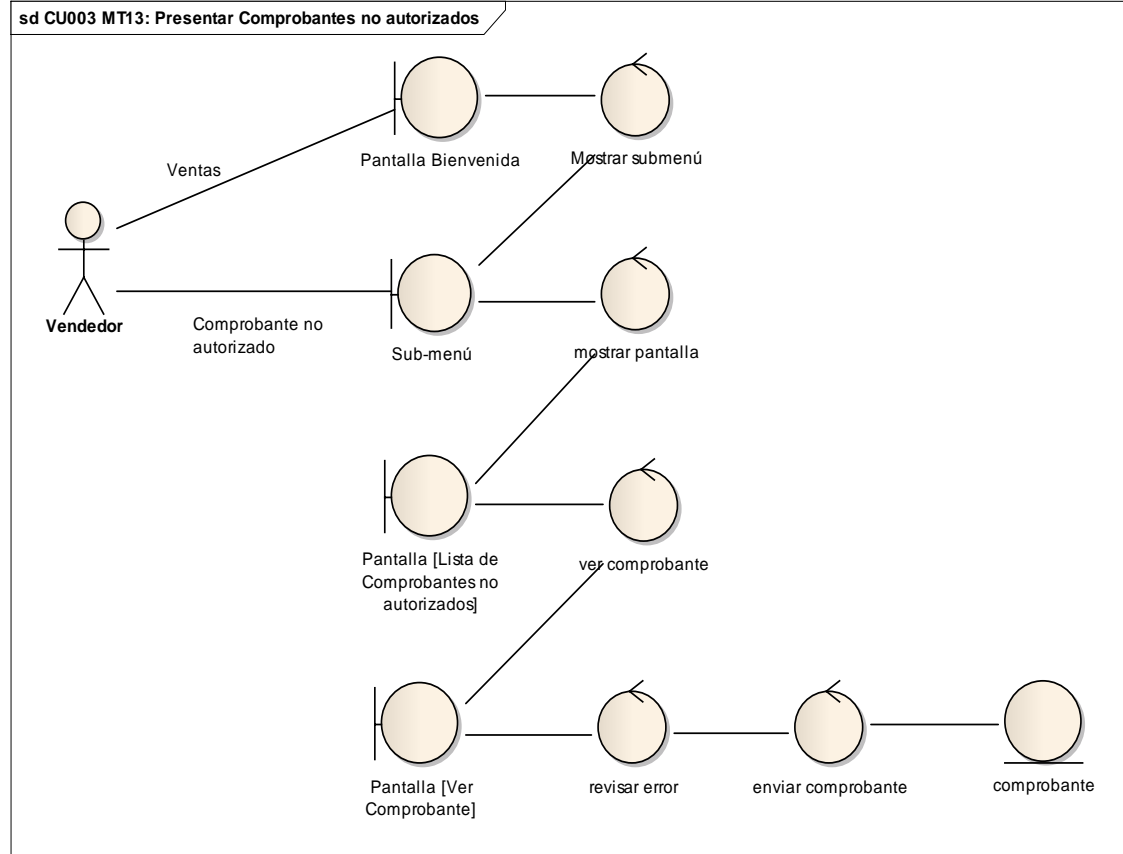 sd CU003 MT13: Presentar Comprobantes no autorizados
Pantalla Bienvenida
Mostrar submenú
Ventas
Vendedor
Comprobante no
autorizado
Sub-menú
mostrar pantalla
Pantalla [Lista de
Comprobantes no
autorizados]
ver comprobante
Pantalla [Ver
Comprobante]
revisar error
enviar comprobante
comprobante